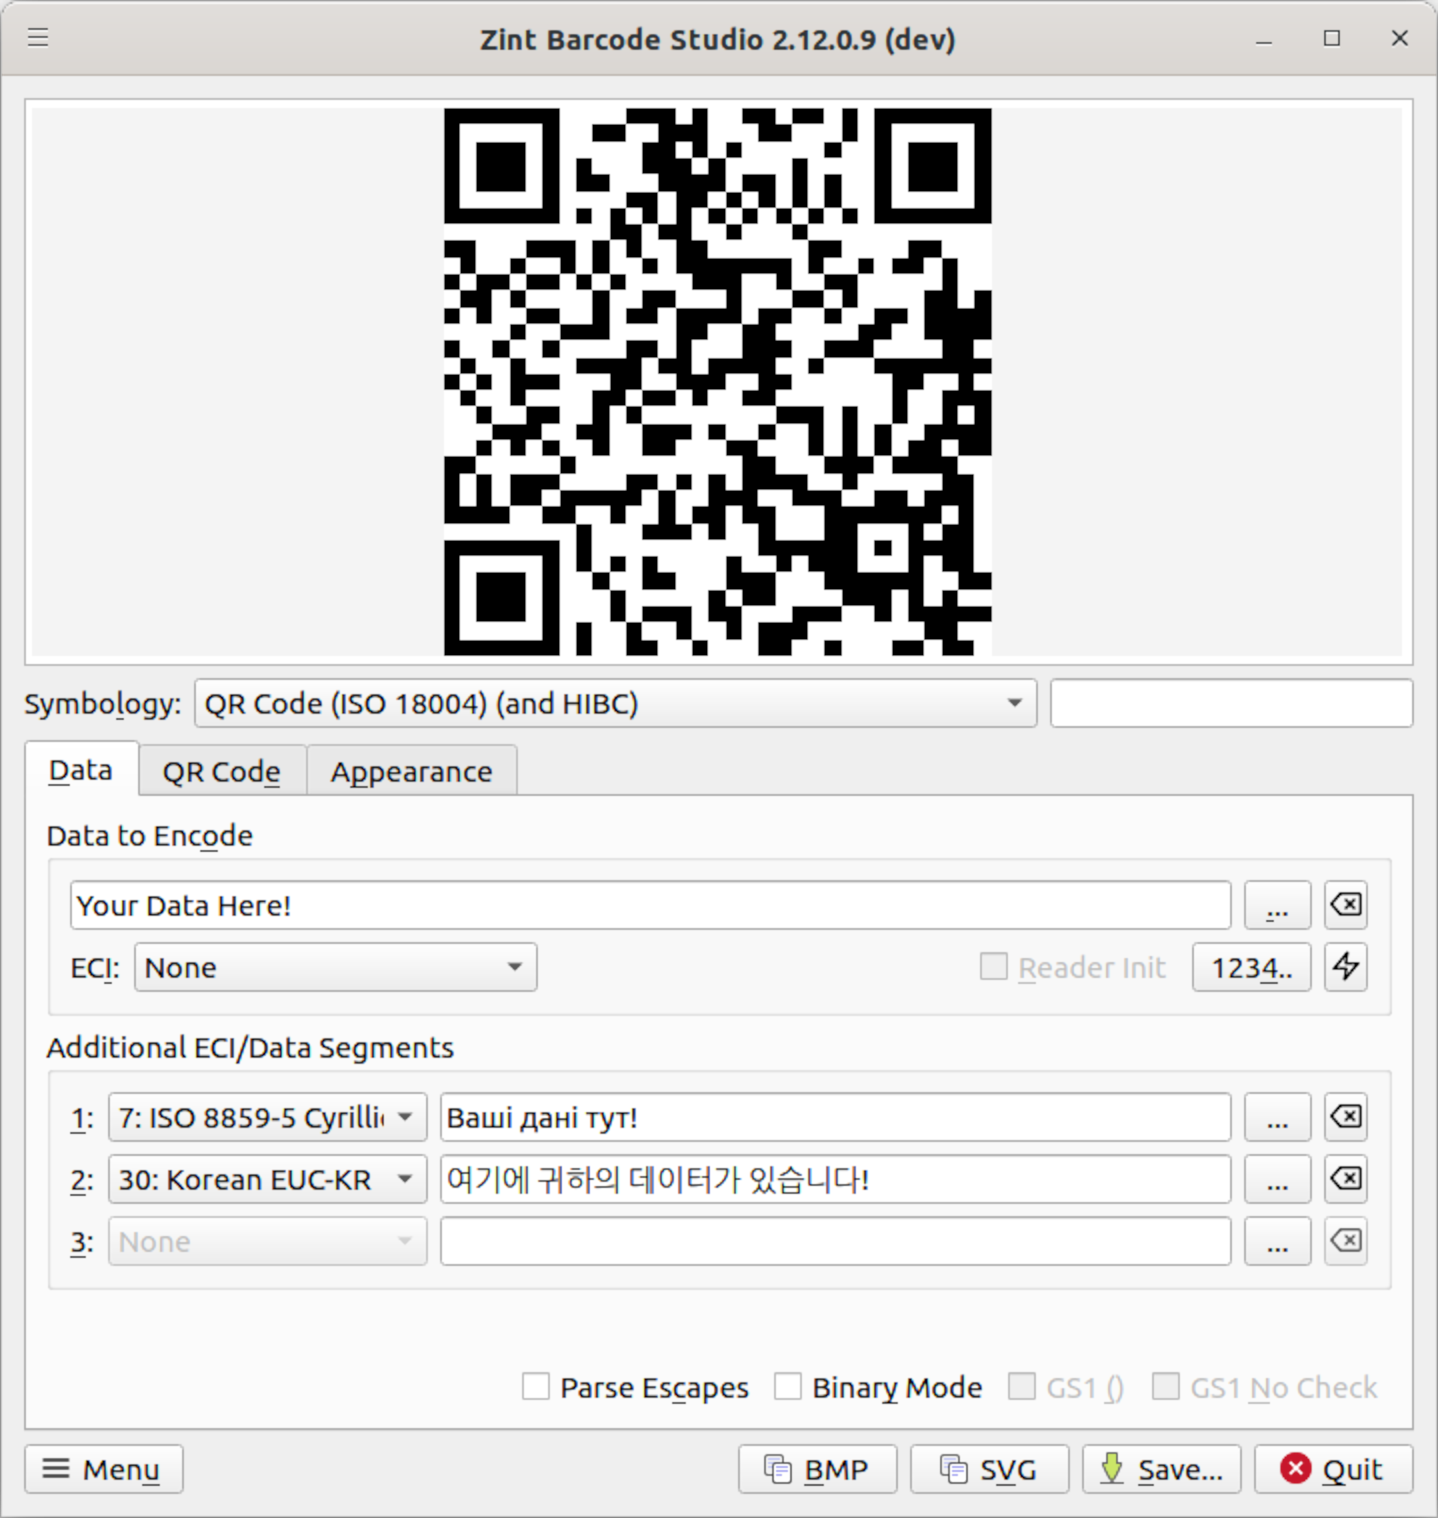 Zint Barcode Studio 2.12.0.9 (dev)
Symbology: QR Code (ISO 18004) (and HIBC)
Data QR Code Appearance
Data to Encode
Your Data Here! ...
ECI: None Reader Init 1234..
Additional ECI/Data Segments
1: 7: ISO 8859-5 Cyrillic Ваші дані тут! ...
2: 30: Korean EUC-KR 여기에 귀하의 데이터가 있습니다! ...
3: None ...
Parse Escapes Binary Mode GS1 () GS1 No Check
Menu BMP SVG Save... Quit